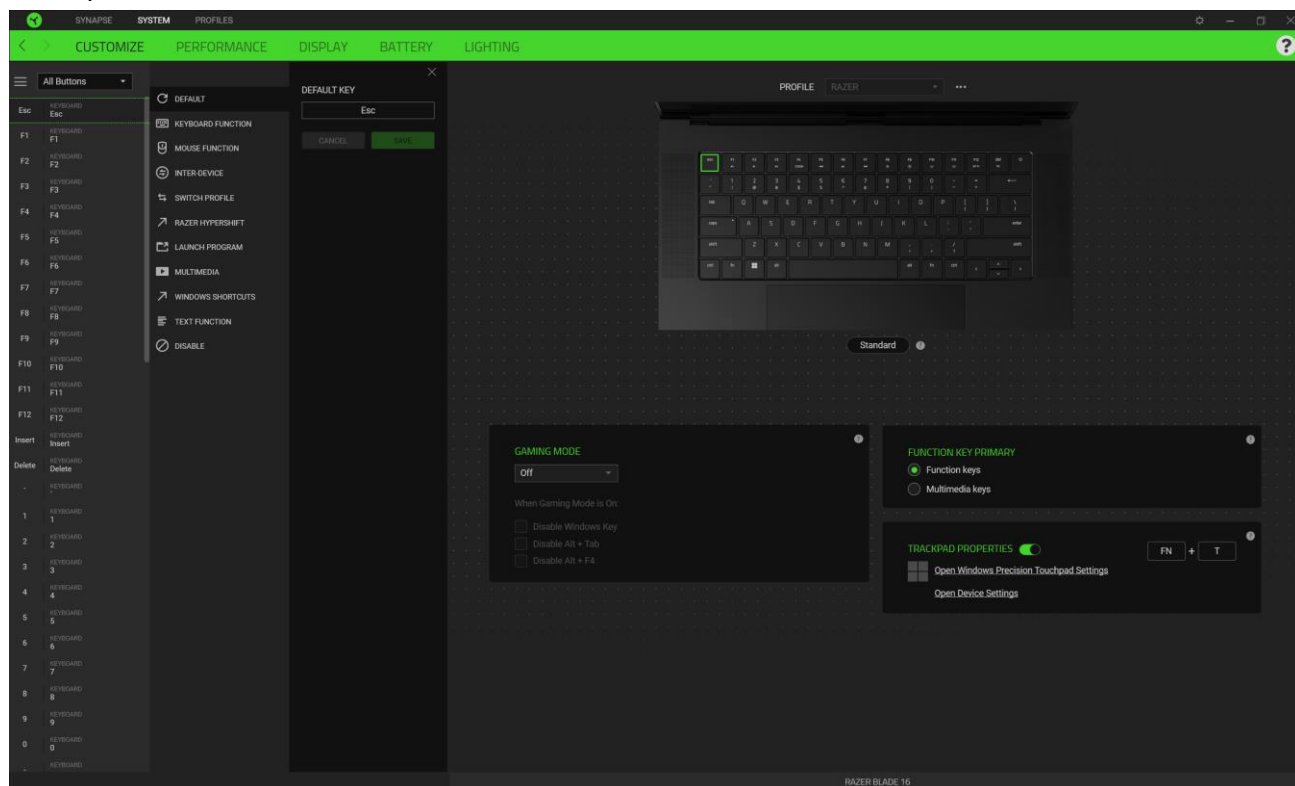 SYNAPSE SYSTEM PROFILES
CUSTOMIZE PERFORMANCE DISPLAY BATTERY LIGHTING ?
All Buttons
Esc KEYBOARD Esc
F1 KEYBOARD F1
F2 KEYBOARD F2
F3 KEYBOARD F3
F4 KEYBOARD F4
F5 KEYBOARD F5
F6 KEYBOARD F6
F7 KEYBOARD F7
F8 KEYBOARD F8
F9 KEYBOARD F9
F10 KEYBOARD F10
F11 KEYBOARD F11
F12 KEYBOARD F12
Insert KEYBOARD Insert
Delete KEYBOARD Delete
KEYBOARD
1 KEYBOARD 1
2 KEYBOARD 2
3 KEYBOARD 3
4 KEYBOARD 4
5 KEYBOARD 5
6 KEYBOARD 6
7 KEYBOARD 7
8 KEYBOARD 8
9 KEYBOARD 9
0 KEYBOARD 0
KEYBOARD
DEFAULT
KEYBOARD FUNCTION
MOUSE FUNCTION
INTER-DEVICE
SWITCH PROFILE
RAZER HYPERSHIFT
LAUNCH PROGRAM
MULTIMEDIA
WINDOWS SHORTCUTS
TEXT FUNCTION
DISABLE
DEFAULT KEY
Esc
CANCEL SAVE
PROFILE RAZER
Q W E R T Y U I O P
A S D F G H J K L
Z X C V B N M
Standard ?
GAMING MODE ?
Off
When Gaming Mode is On:
Disable Windows Key
Disable Alt + Tab
Disable Alt + F4
FUNCTION KEY PRIMARY ?
Function keys
Multimedia keys
TRACKPAD PROPERTIES ?
FN + T
Open Windows Precision Touchpad Settings
Open Device Settings
RAZER BLADE 16